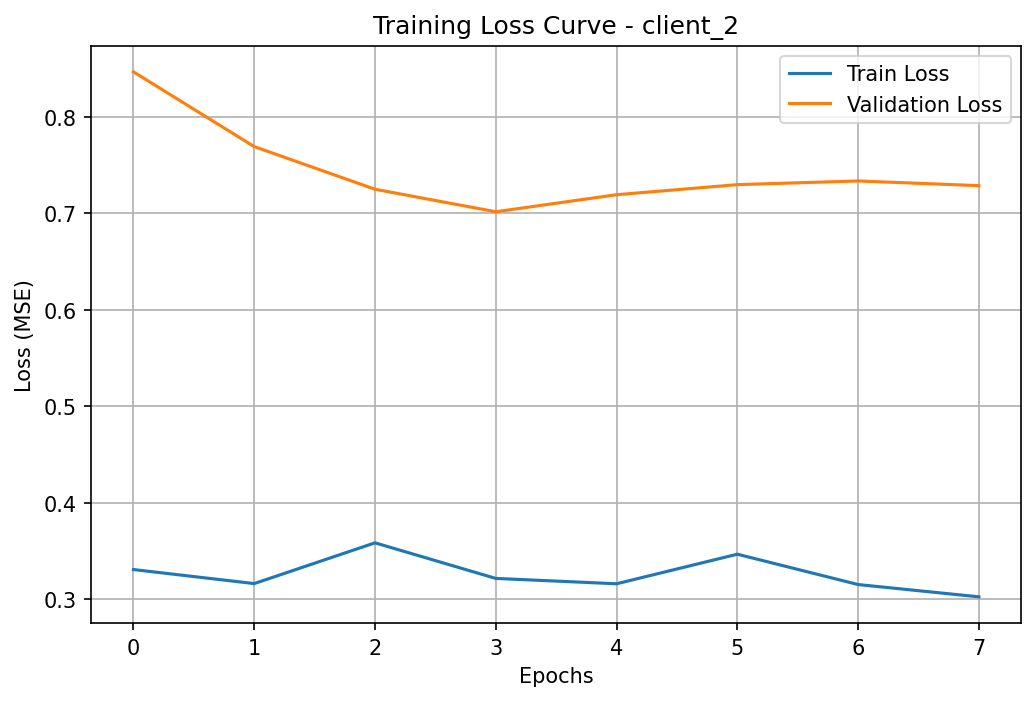 Training Loss Curve - client_2
Train Loss
Validation Loss
0.8
0.7
0.6
0.5
0.4
0.3
Loss (MSE)
0 1 2 3 4 5 6 7
Epochs